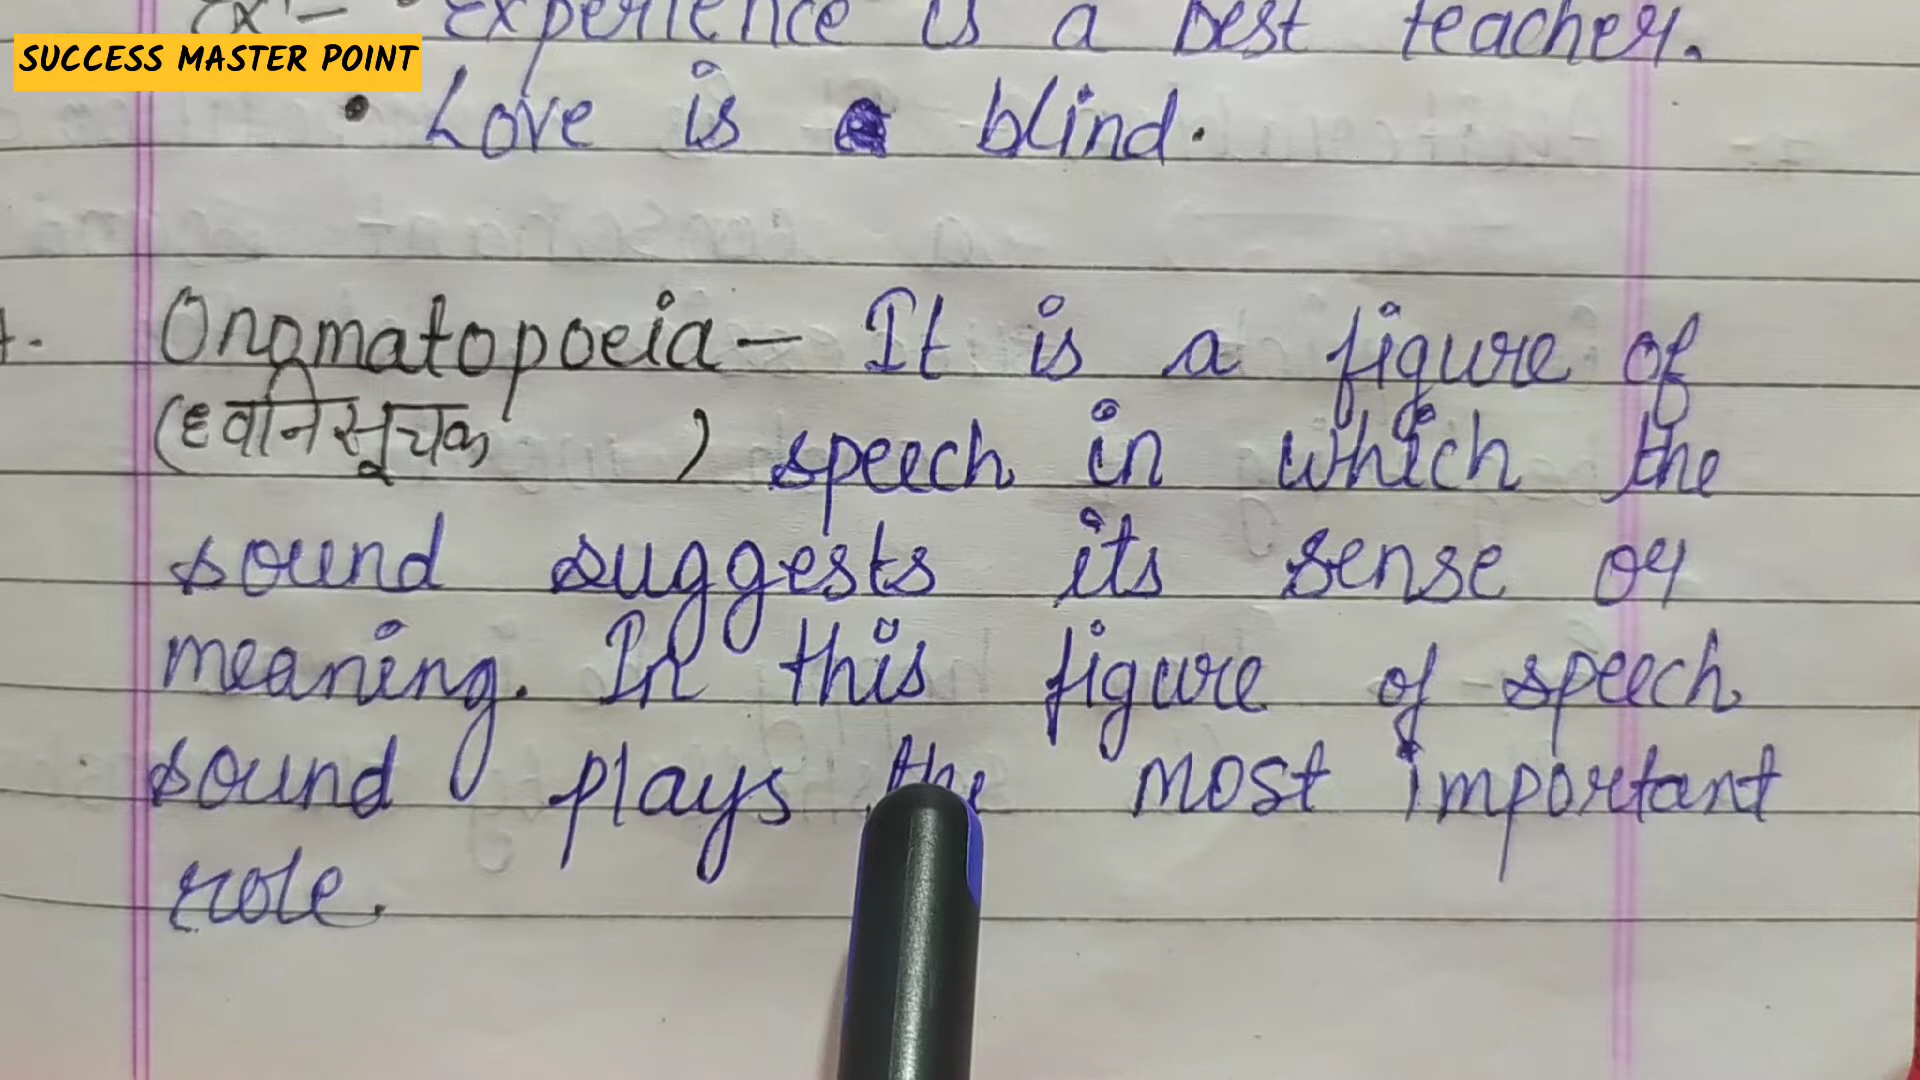 Ex :- • Experience is a best teacher.
SUCCESS MASTER POINT
• Love is blind.
Onomatopoeia — It is a figure of
(ध्वनिसूचक ) speech in which the
sound suggests its sense or
meaning. In this figure of speech
sound plays the most important
role.